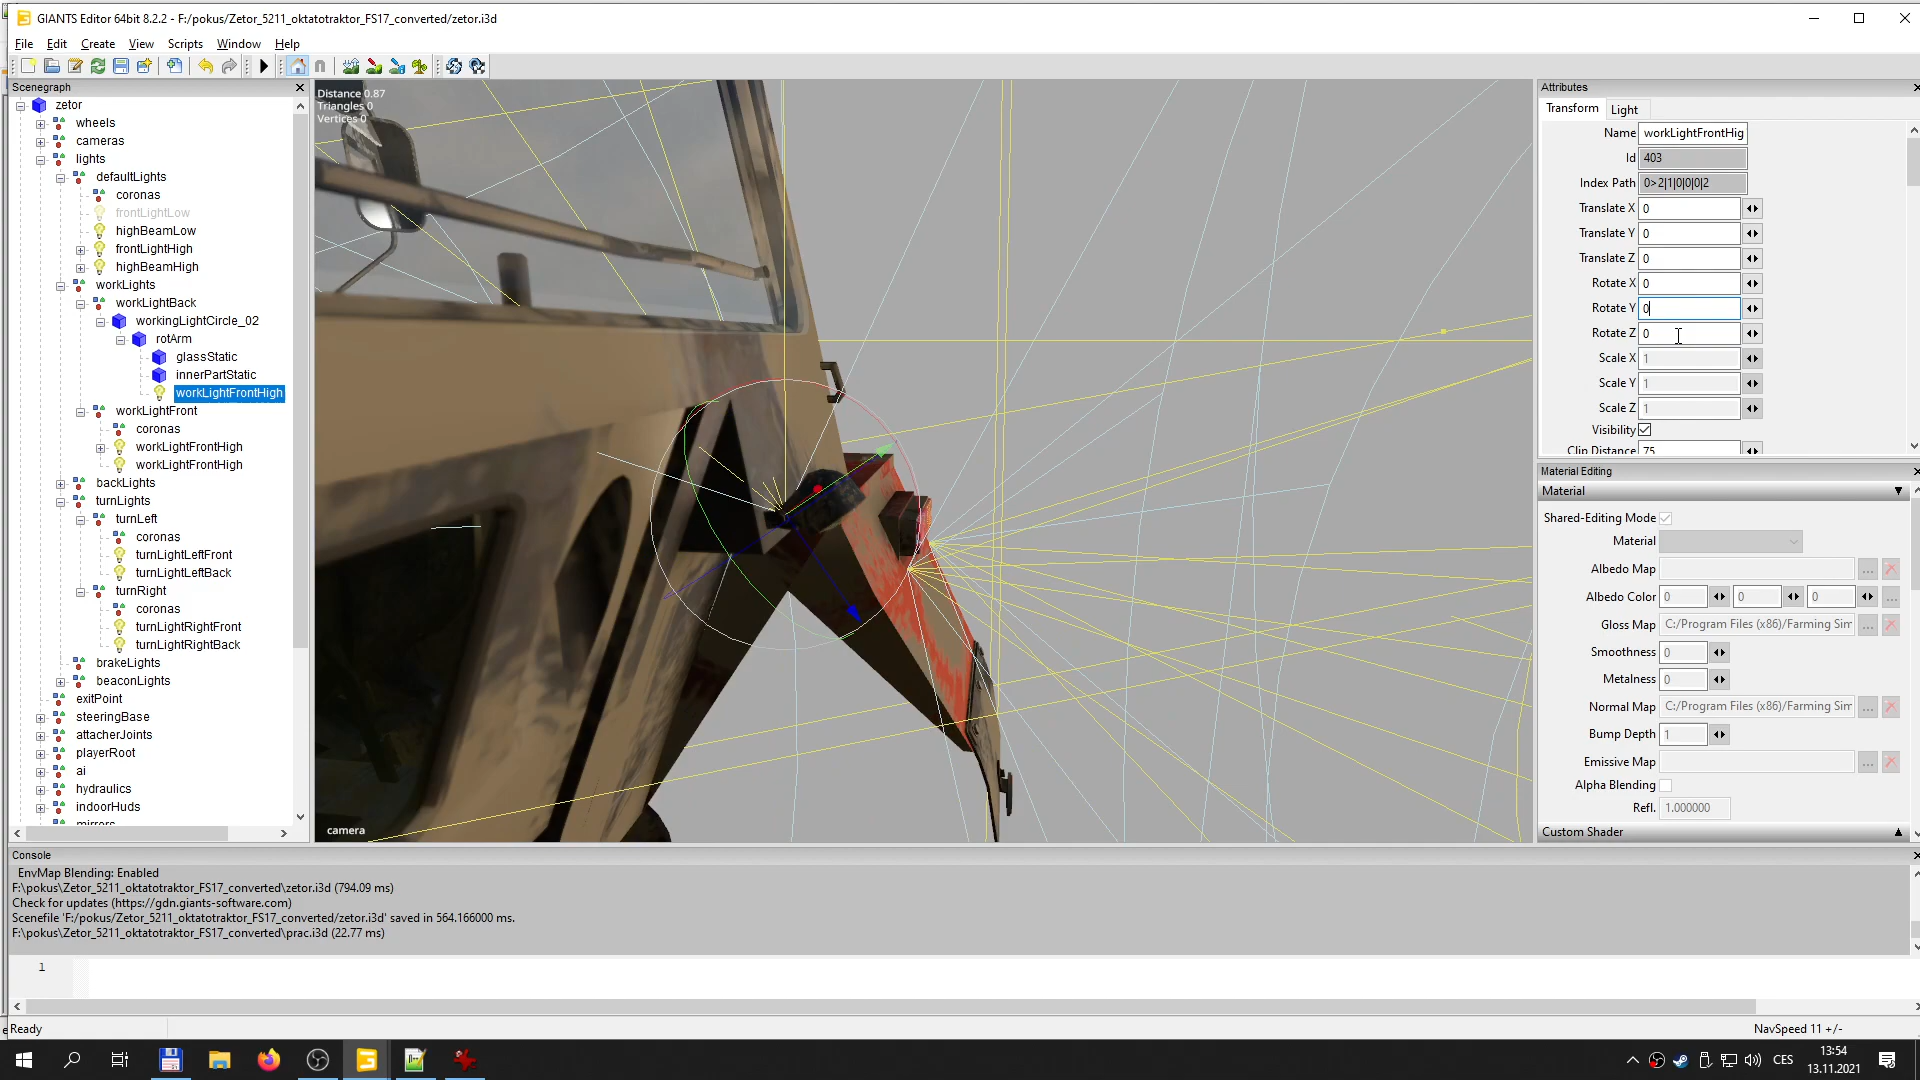 GIANTS Editor 64bit 8.2.2 - F:/pokus/Zetor_5211_oktatotraktor_FS17_converted/zetor.i3d
File Edit Create View Scripts Window Help
Scenegraph
zetor
wheels
cameras
lights
defaultLights
coronas
frontLightLow
highBeamLow
frontLightHigh
highBeamHigh
workLights
workLightBack
workingLightCircle_02
rotArm
glassStatic
innerPartStatic
workLightFrontHigh
workLightFront
coronas
workLightFrontHigh
workLightFrontHigh
backLights
turnLights
turnLeft
coronas
turnLightLeftFront
turnLightLeftBack
turnRight
coronas
turnLightRightFront
turnLightRightBack
brakeLights
beaconLights
exitPoint
steeringBase
attacherJoints
playerRoot
ai
hydraulics
indoorHuds
mirrors
Distance 0.87
Triangles 0
Vertices 0
camera
Attributes
Transform Light
Name workLightFrontHig
Id 403
Index Path 0>2|1|0|0|0|2
Translate X 0
Translate Y 0
Translate Z 0
Rotate X 0
Rotate Y 0
Rotate Z 0
Scale X 1
Scale Y 1
Scale Z 1
Visibility
Clip Distance 75
Material Editing
Material
Shared-Editing Mode
Material
Albedo Map ...
Albedo Color 0 0 0 ...
Gloss Map C:/Program Files (x86)/Farming Sim ...
Smoothness 0
Metalness 0
Normal Map C:/Program Files (x86)/Farming Sim ...
Bump Depth 1
Emissive Map ...
Alpha Blending
Refl. 1.000000
Custom Shader
Console
EnvMap Blending: Enabled
F:\pokus\Zetor_5211_oktatotraktor_FS17_converted\zetor.i3d (794.09 ms)
Check for updates (https://gdn.giants-software.com)
Scenefile 'F:/pokus/Zetor_5211_oktatotraktor_FS17_converted/zetor.i3d' saved in 564.166000 ms.
F:\pokus\Zetor_5211_oktatotraktor_FS17_converted\prac.i3d (22.77 ms)
1
Ready
NavSpeed 11 +/-
CES
13:54
13.11.2021